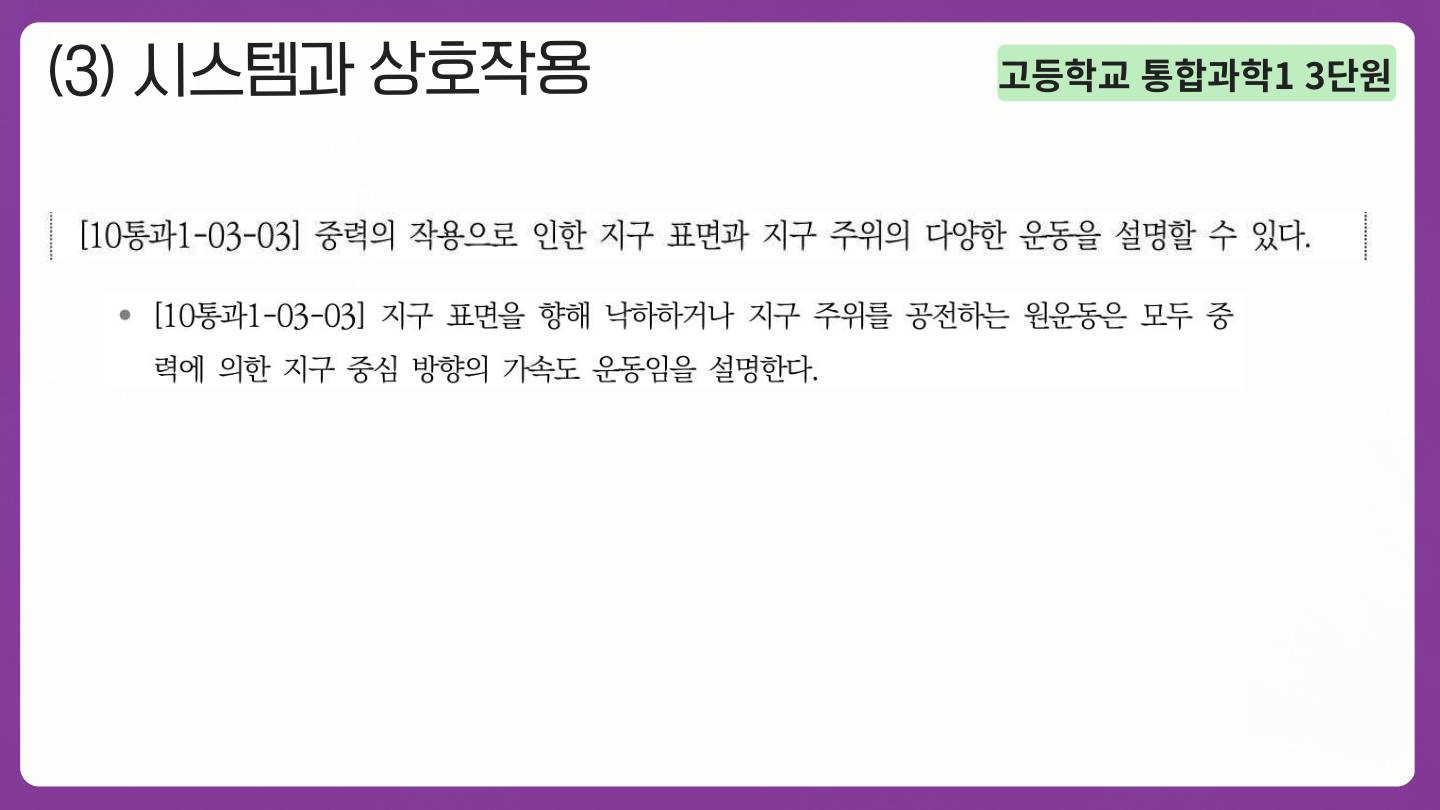 (3) 시스템과 상호작용
고등학교 통합과학1 3단원
[10통과1-03-03] 중력의 작용으로 인한 지구 표면과 지구 주위의 다양한 운동을 설명할 수 있다.
• [10통과1-03-03] 지구 표면을 향해 낙하하거나 지구 주위를 공전하는 원운동은 모두 중
력에 의한 지구 중심 방향의 가속도 운동임을 설명한다.